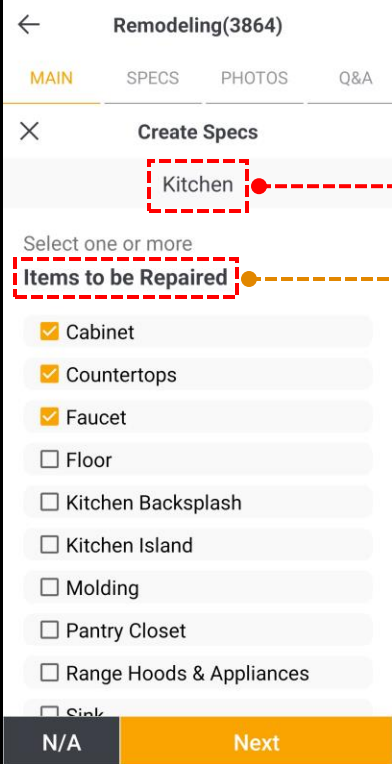 Remodeling(3864)
MAIN SPECS PHOTOS Q&A
Create Specs
Kitchen
Select one or more
Items to be Repaired
Cabinet
Countertops
Faucet
Floor
Kitchen Backsplash
Kitchen Island
Molding
Pantry Closet
Range Hoods & Appliances
Sink
N/A Next